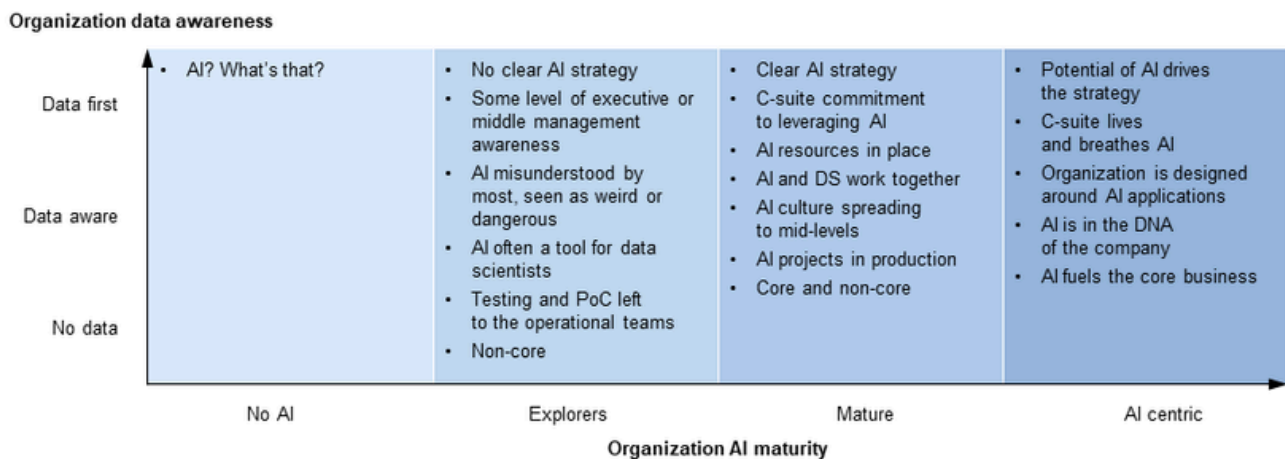 Organization data awareness
Data first
Data aware
No data
• AI? What's that?
• No clear AI strategy
• Some level of executive or
middle management
awareness
• AI misunderstood by
most, seen as weird or
dangerous
• AI often a tool for data
scientists
• Testing and PoC left
to the operational teams
• Non-core
• Clear AI strategy
• C-suite commitment
to leveraging AI
• AI resources in place
• AI and DS work together
• AI culture spreading
to mid-levels
• AI projects in production
• Core and non-core
• Potential of AI drives
the strategy
• C-suite lives
and breathes AI
• Organization is designed
around AI applications
• AI is in the DNA
of the company
• AI fuels the core business
No AI
Explorers
Mature
AI centric
Organization AI maturity